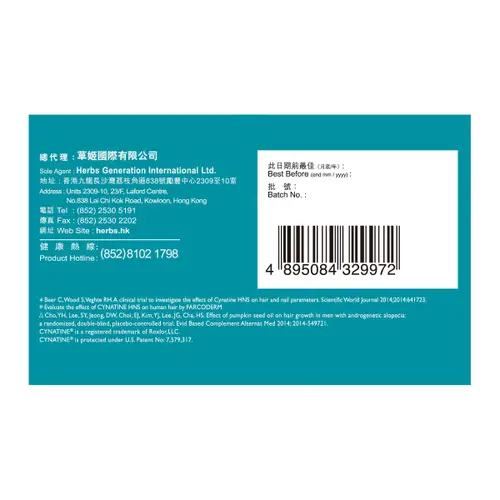 總代理：草姬國際有限公司
Sole Agent : Herbs Generation International Ltd.
地址：香港九龍長沙灣荔枝角道838號勵豐中心2309至10室
Address : Units 2309-10, 23/F, Laford Centre,
No.838 Lai Chi Kok Road, Kowloon, Hong Kong
電話 Tel : (852) 2530 5191
傳真 Fax : (852) 2530 2202
網址 Web Site : herbs.hk
健康熱線:
Product Hotline : (852)8102 1798
此日期前最佳（月底/年）:
Best Before (end mm / yyyy) :
批 號 :
Batch No. :
4 895084 329972
# Beer C, Wood S, Veghte RH. A clinical trial to investigate the effect of Cynatine HNS on hair and nail parameters. Scientific World Journal 2014;2014:641723.
Evaluate the effect of CYNATINE HNS on human hair by FARCODERM
△ Cho, YH, Lee, SY, Jeong, DW, Choi, EJ, Kim, YJ, Lee, JG, Cha, HS. Effect of pumpkin seed oil on hair growth in men with androgenetic alopecia:
a randomized, double-blind, placebo-controlled trial. Evid Based Complement Alternat Med 2014; 2014-549721.
CYNATINE® is a registered trademark of Roxlor, LLC.
CYNATINE® is protected under U.S. Patent No: 7,579,317.